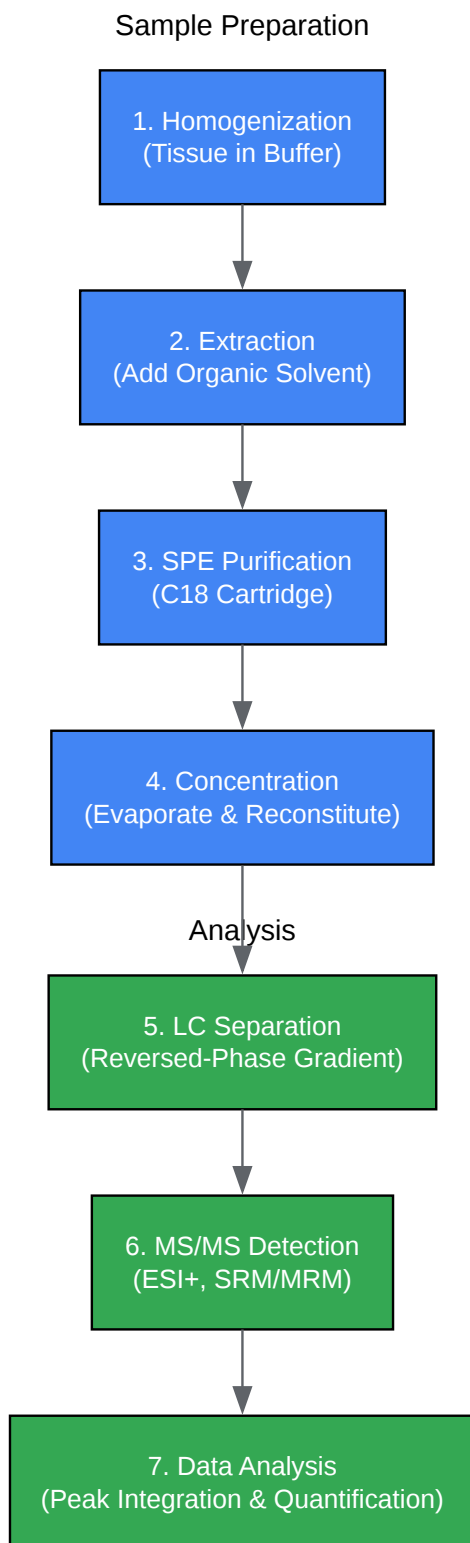 Sample Preparation
1. Homogenization
(Tissue in Buffer)
2. Extraction
(Add Organic Solvent)
3. SPE Purification
(C18 Cartridge)
4. Concentration
(Evaporate & Reconstitute)
Analysis
5. LC Separation
(Reversed-Phase Gradient)
6. MS/MS Detection
(ESI+, SRM/MRM)
7. Data Analysis
(Peak Integration & Quantification)